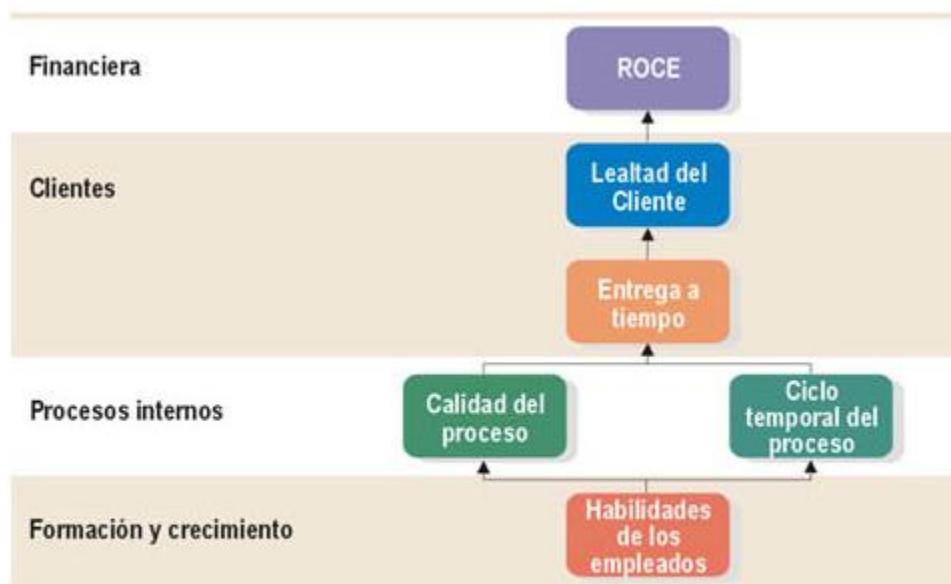 Financiera
ROCE
Clientes
Lealtad del
Cliente
Entrega a
tiempo
Procesos internos
Calidad del
proceso
Ciclo
temporal del
proceso
Formación y crecimiento
Habilidades
de los
empleados